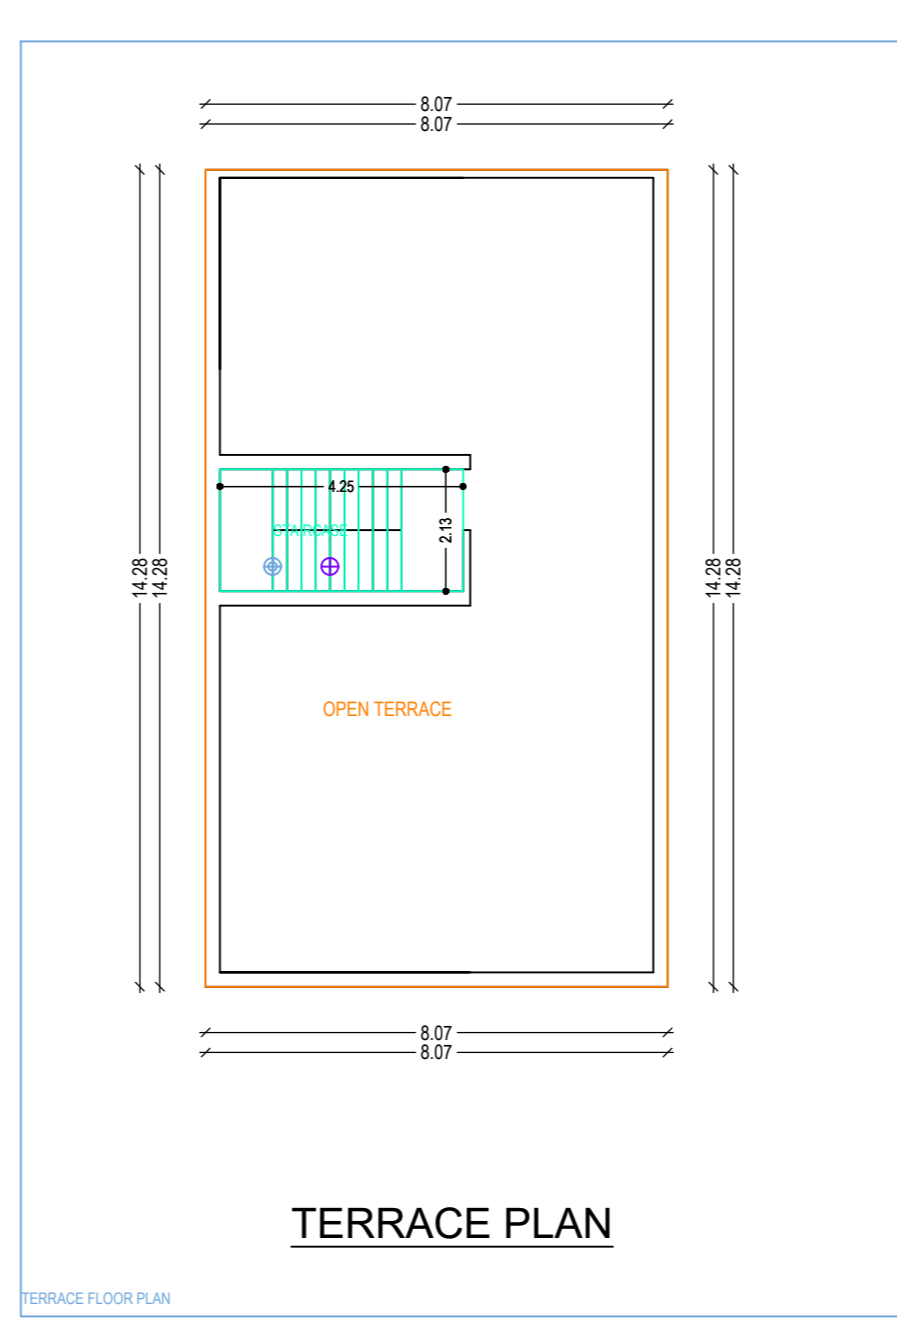 8.07
8.07
4.25
STAIRCASE
2.13
14.28
14.28
14.28
14.28
OPEN TERRACE
8.07
8.07
TERRACE PLAN
TERRACE FLOOR PLAN